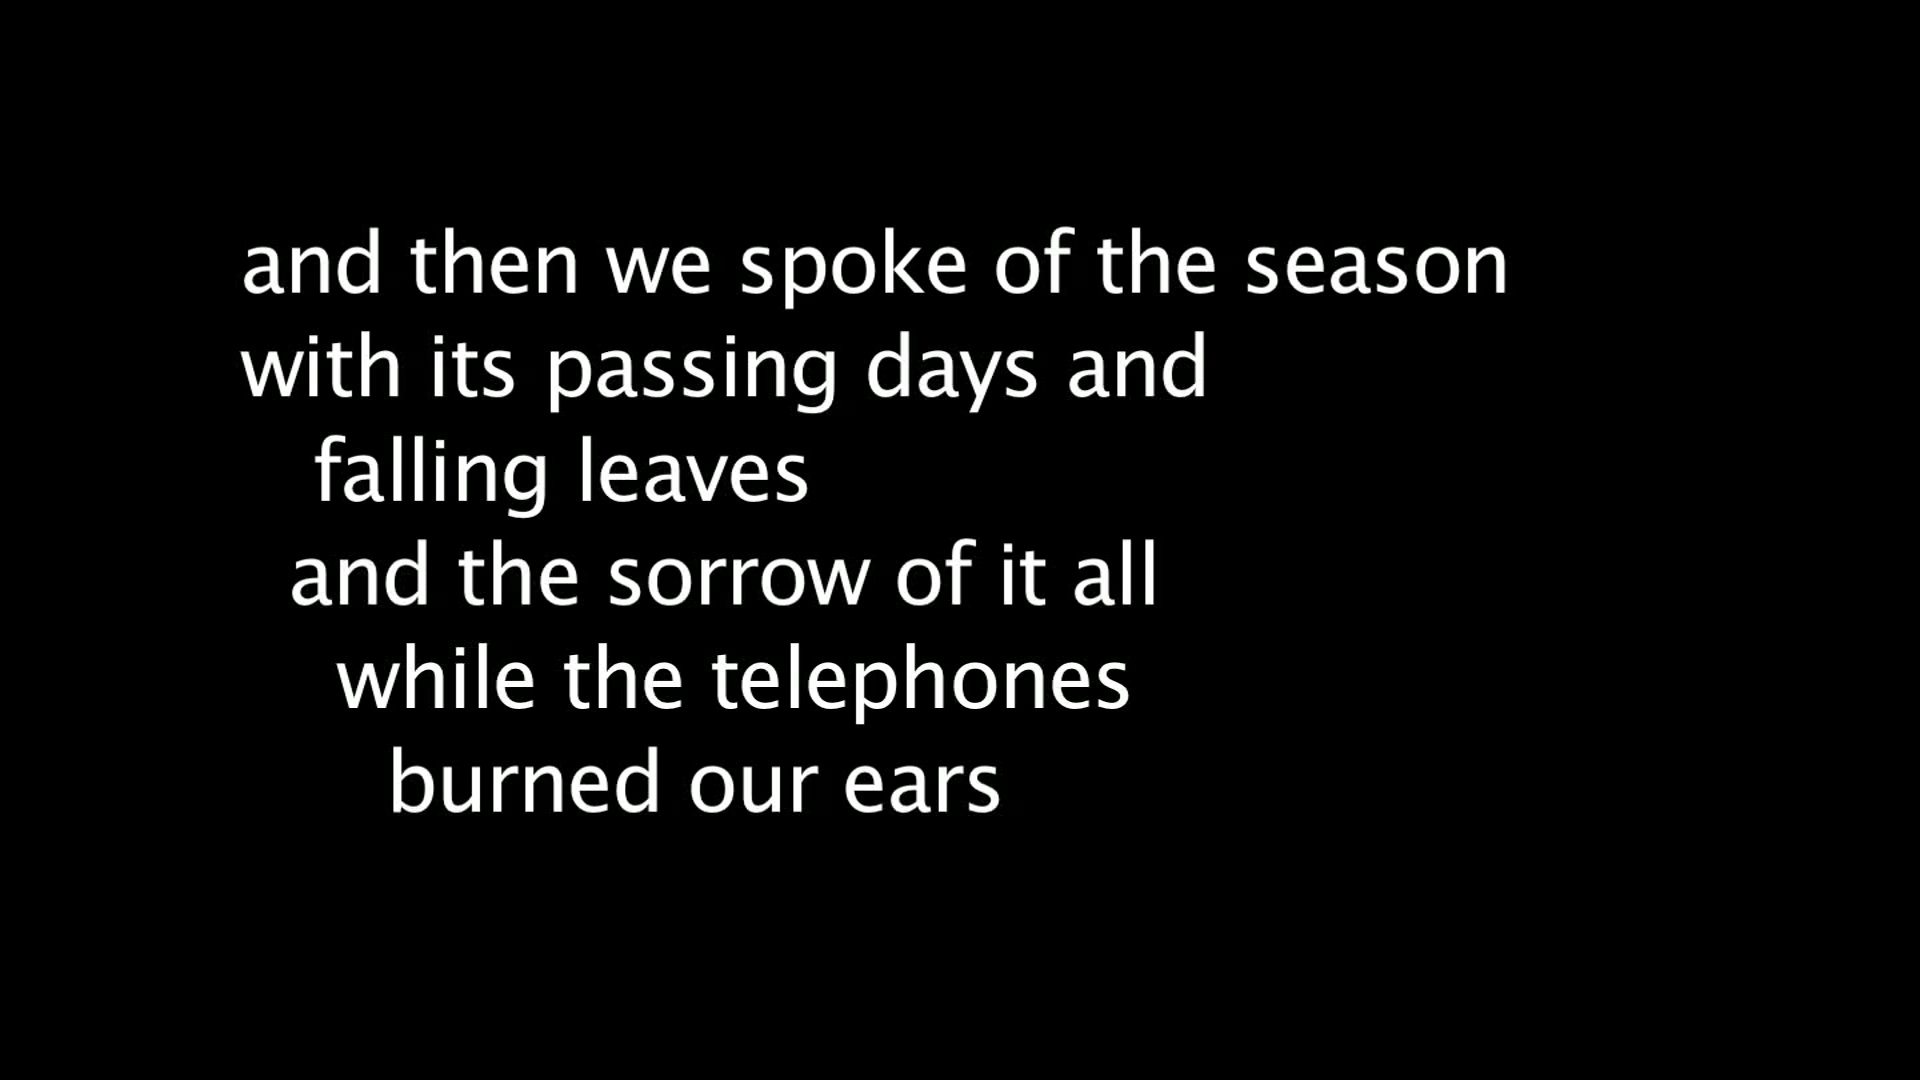 and then we spoke of the season
with its passing days and
falling leaves
and the sorrow of it all
while the telephones
burned our ears